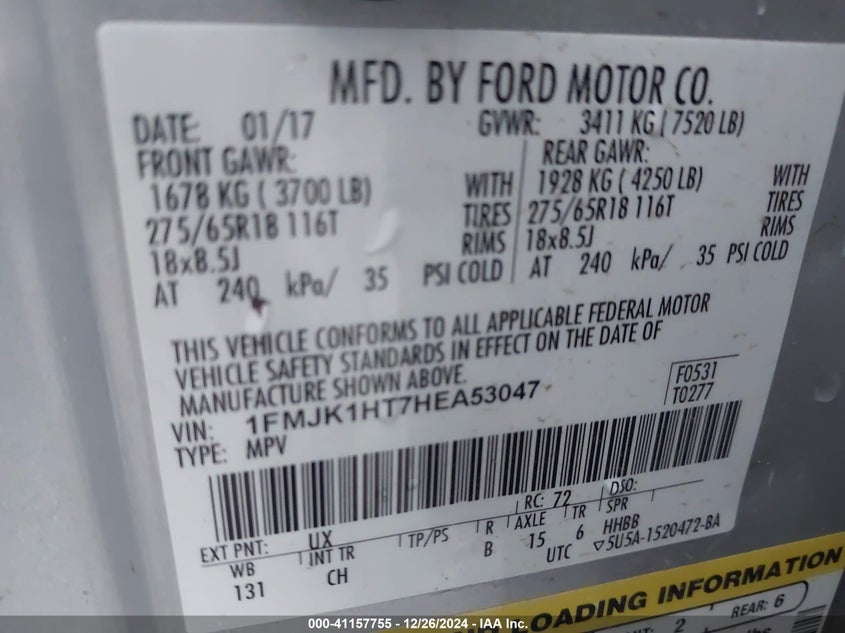 MFD. BY FORD MOTOR CO.
DATE: 01/17 GVWR: 3411 KG ( 7520 LB)
FRONT GAWR: REAR GAWR:
1678 KG ( 3700 LB) WITH 1928 KG ( 4250 LB) WITH
275/65R18 116T TIRES 275/65R18 116T TIRES
18x8.5J RIMS 18x8.5J RIMS
AT 240 kPa/ 35 PSI COLD AT 240 kPa/ 35 PSI COLD
THIS VEHICLE CONFORMS TO ALL APPLICABLE FEDERAL MOTOR
VEHICLE SAFETY STANDARDS IN EFFECT ON THE DATE OF
MANUFACTURE SHOWN ABOVE.
F0531
T0277
VIN: 1FMJK1HT7HEA53047
TYPE: MPV
RC: 72 DSO:
EXT PNT: UX TP/PS R AXLE TR SPR
WB INT TR B 15 6 HHBB
131 CH UTC ▽5U5A-1520472-BA
LOADING INFORMATION
2 REAR: 6
000-41157755 - 12/26/2024 - IAA Inc.